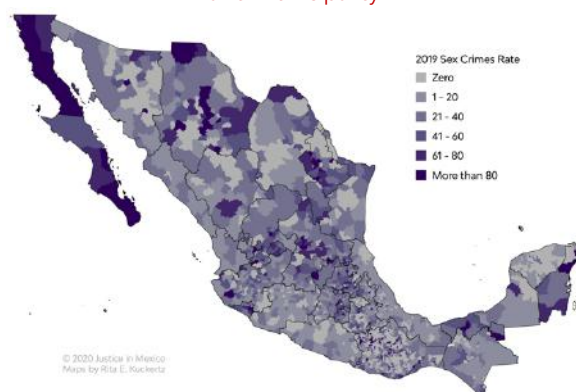 2019 Sex Crimes Rate
Zero
1 - 20
21 - 40
41 - 60
61 - 80
More than 80
© 2020 Justice in Mexico
Maps by Rita E. Kuckertz